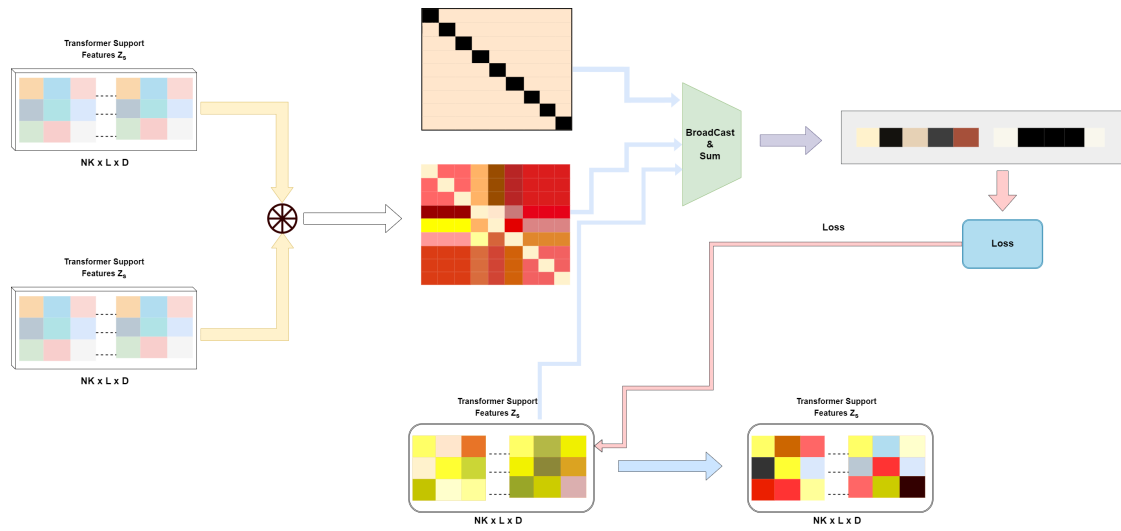 Transformer Support
Features Zs
NK x L x D
Transformer Support
Features Zs
NK x L x D
BroadCast
&
Sum
Loss
Loss
Transformer Support
Features Zs
NK x L x D
Transformer Support
Features Zs
NK x L x D